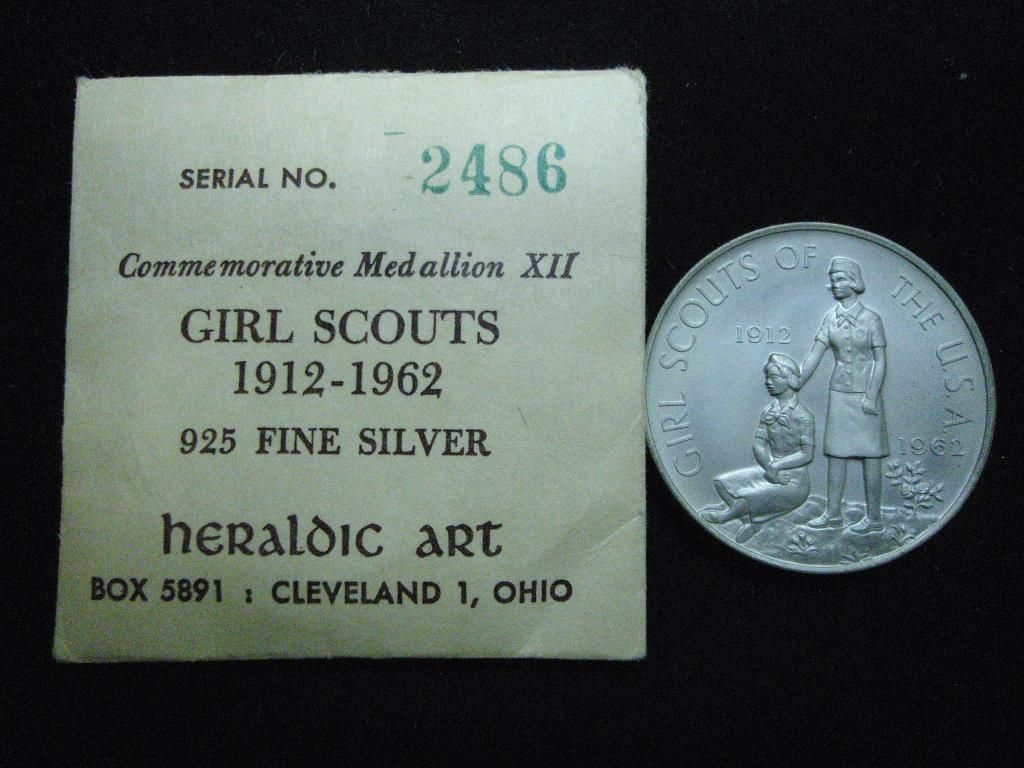 SERIAL NO. 2486
Commemorative Medallion XII
GIRL SCOUTS
1912-1962
925 FINE SILVER
heraldic art
BOX 5891 : CLEVELAND 1, OHIO
GIRL SCOUTS OF THE U.S.A.
1912
1962